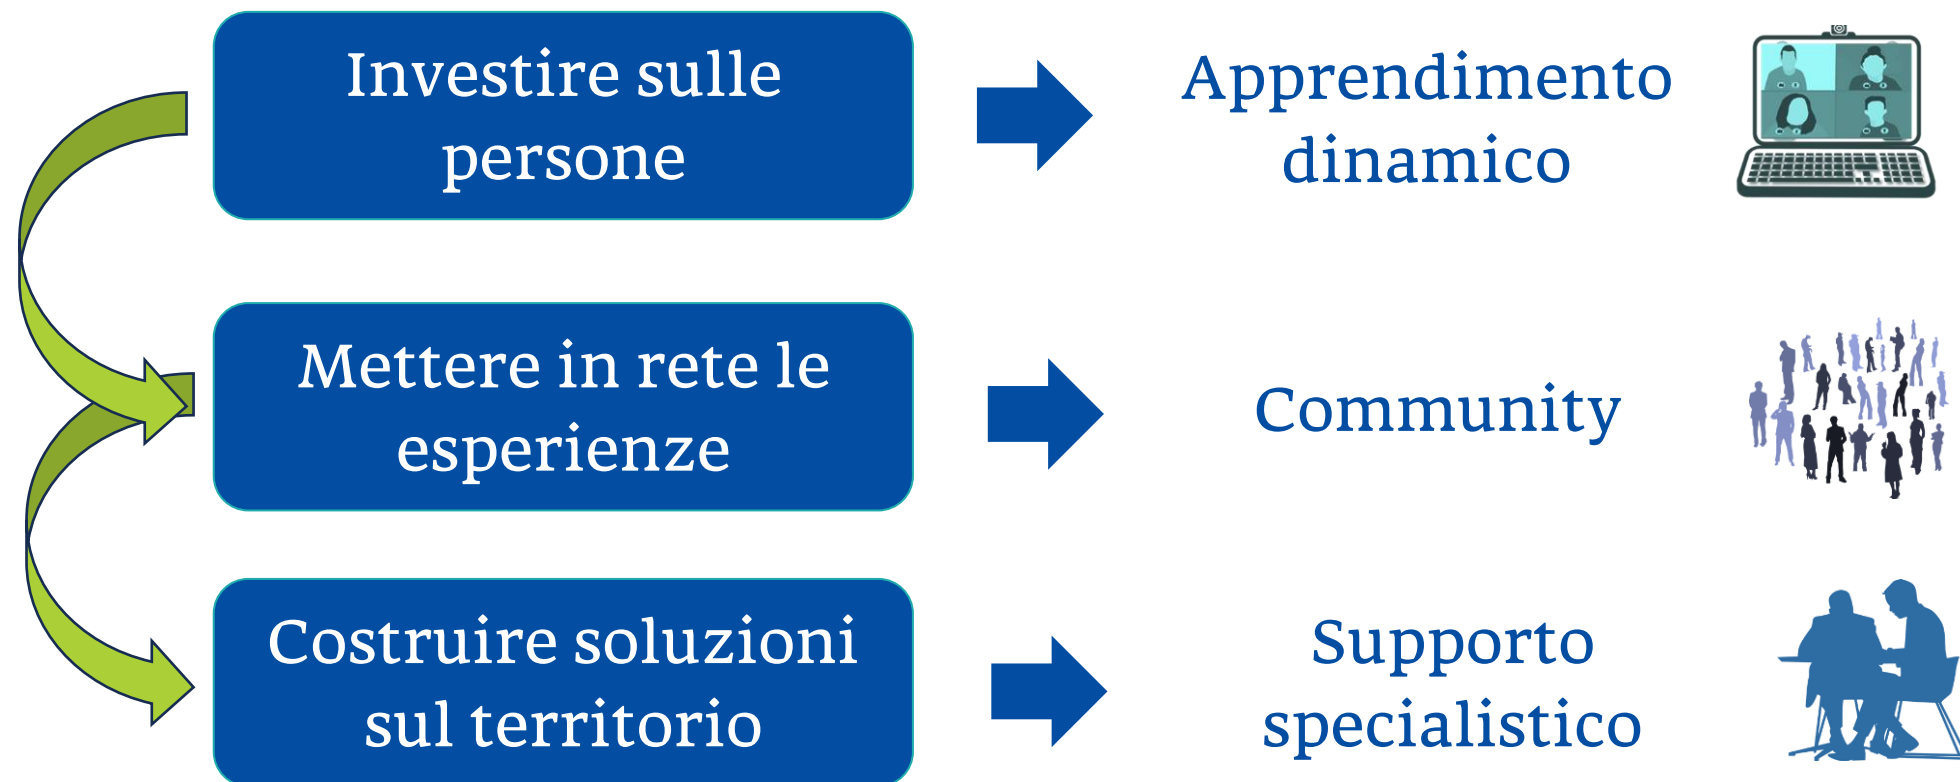 Investire sulle
persone
Apprendimento
dinamico
Mettere in rete le
esperienze
Community
Costruire soluzioni
sul territorio
Supporto
specialistico